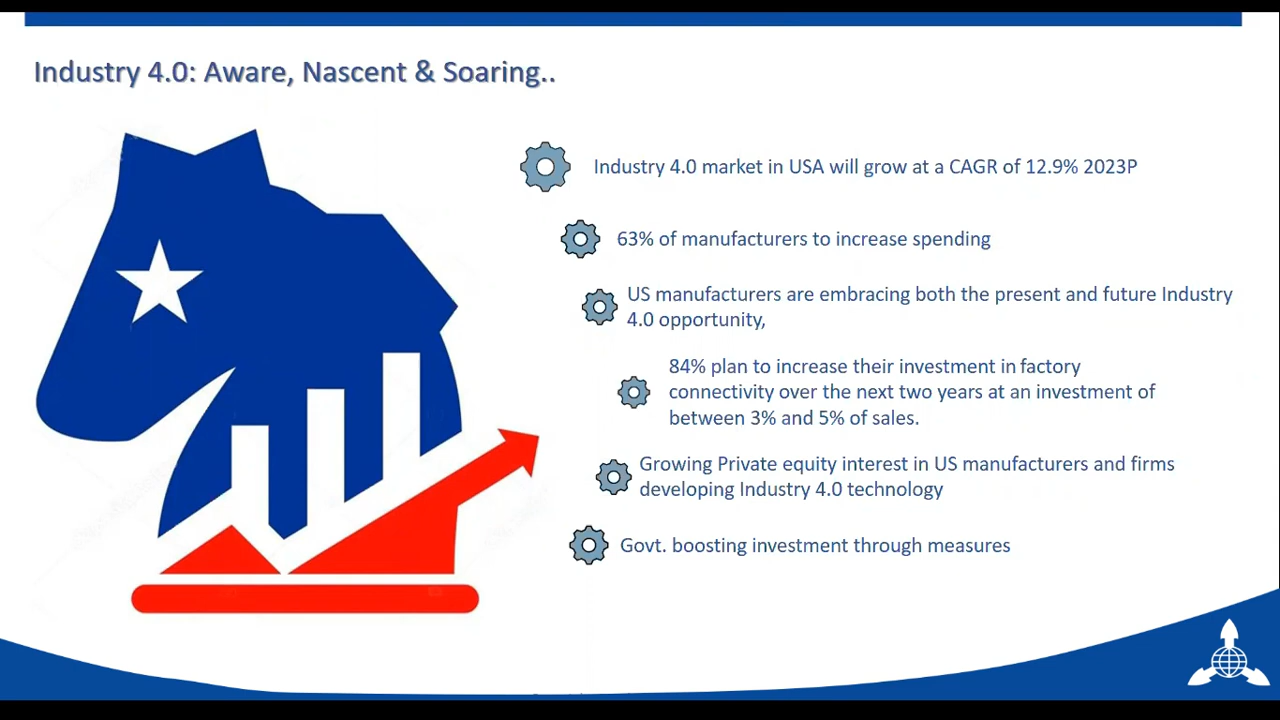 Industry 4.0: Aware, Nascent & Soaring..
Industry 4.0 market in USA will grow at a CAGR of 12.9% 2023P
63% of manufacturers to increase spending
US manufacturers are embracing both the present and future Industry
4.0 opportunity,
84% plan to increase their investment in factory
connectivity over the next two years at an investment of
between 3% and 5% of sales.
Growing Private equity interest in US manufacturers and firms
developing Industry 4.0 technology
Govt. boosting investment through measures